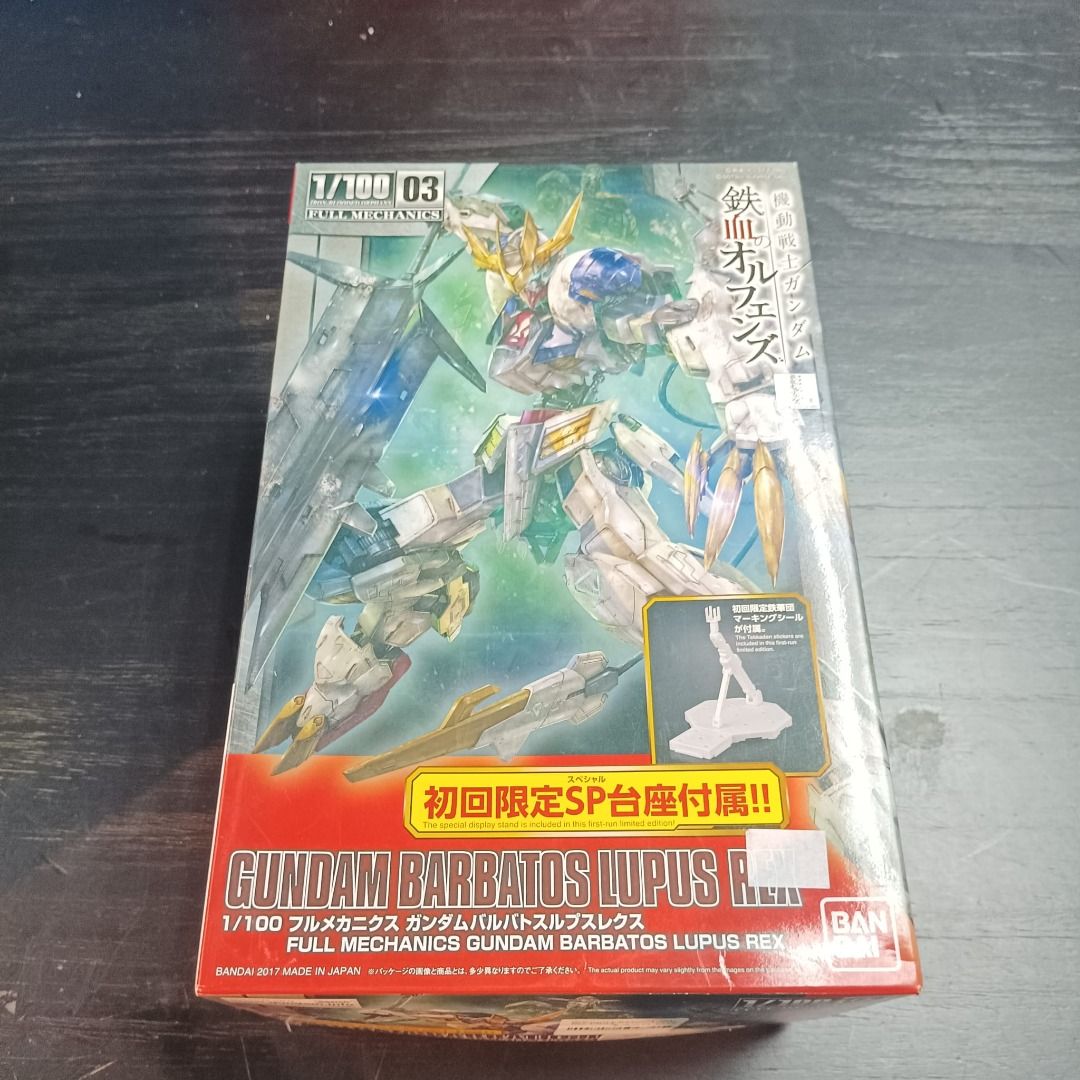 1/100
03
IRON-BLOODED ORPHANS
FULL MECHANICS
機動戦士ガンダム
鉄血のオルフェンズ
初回限定鉄華団
マーキングシール
が付属。
The Tekkadan stickers are
included in this first-run
limited edition.
スペシャル
初回限定SP台座付属!!
The special display stand is included in this first-run limited edition!
GUNDAM BARBATOS LUPUS REX
1/100 フルメカニクス ガンダムバルバトスルプスレクス
FULL MECHANICS GUNDAM BARBATOS LUPUS REX
BAN
DAI
BANDAI 2017 MADE IN JAPAN ※パッケージの画像と商品とは、多少異なりますのでご了承ください。 The actual product may vary slightly from the images on the
1/100